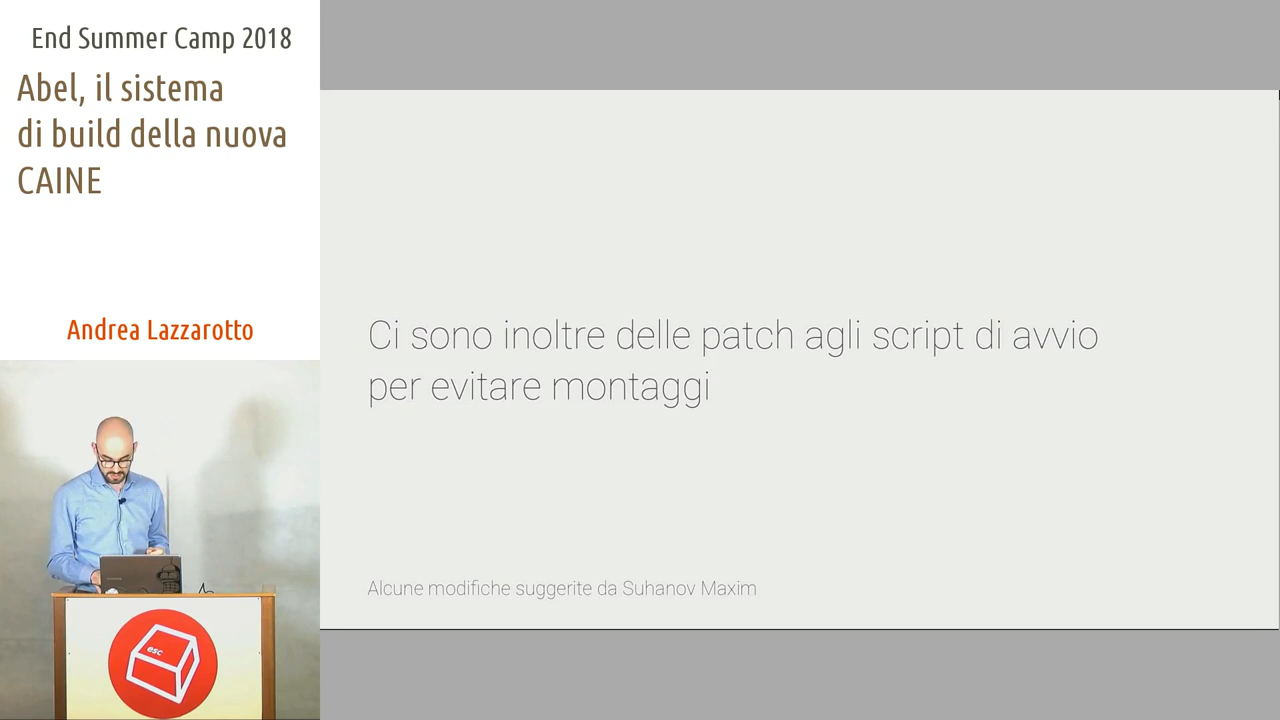 End Summer Camp 2018
Abel, il sistema
di build della nuova
CAINE
Andrea Lazzarotto
Ci sono inoltre delle patch agli script di avvio
per evitare montaggi
Alcune modifiche suggerite da Suhanov Maxim
esc